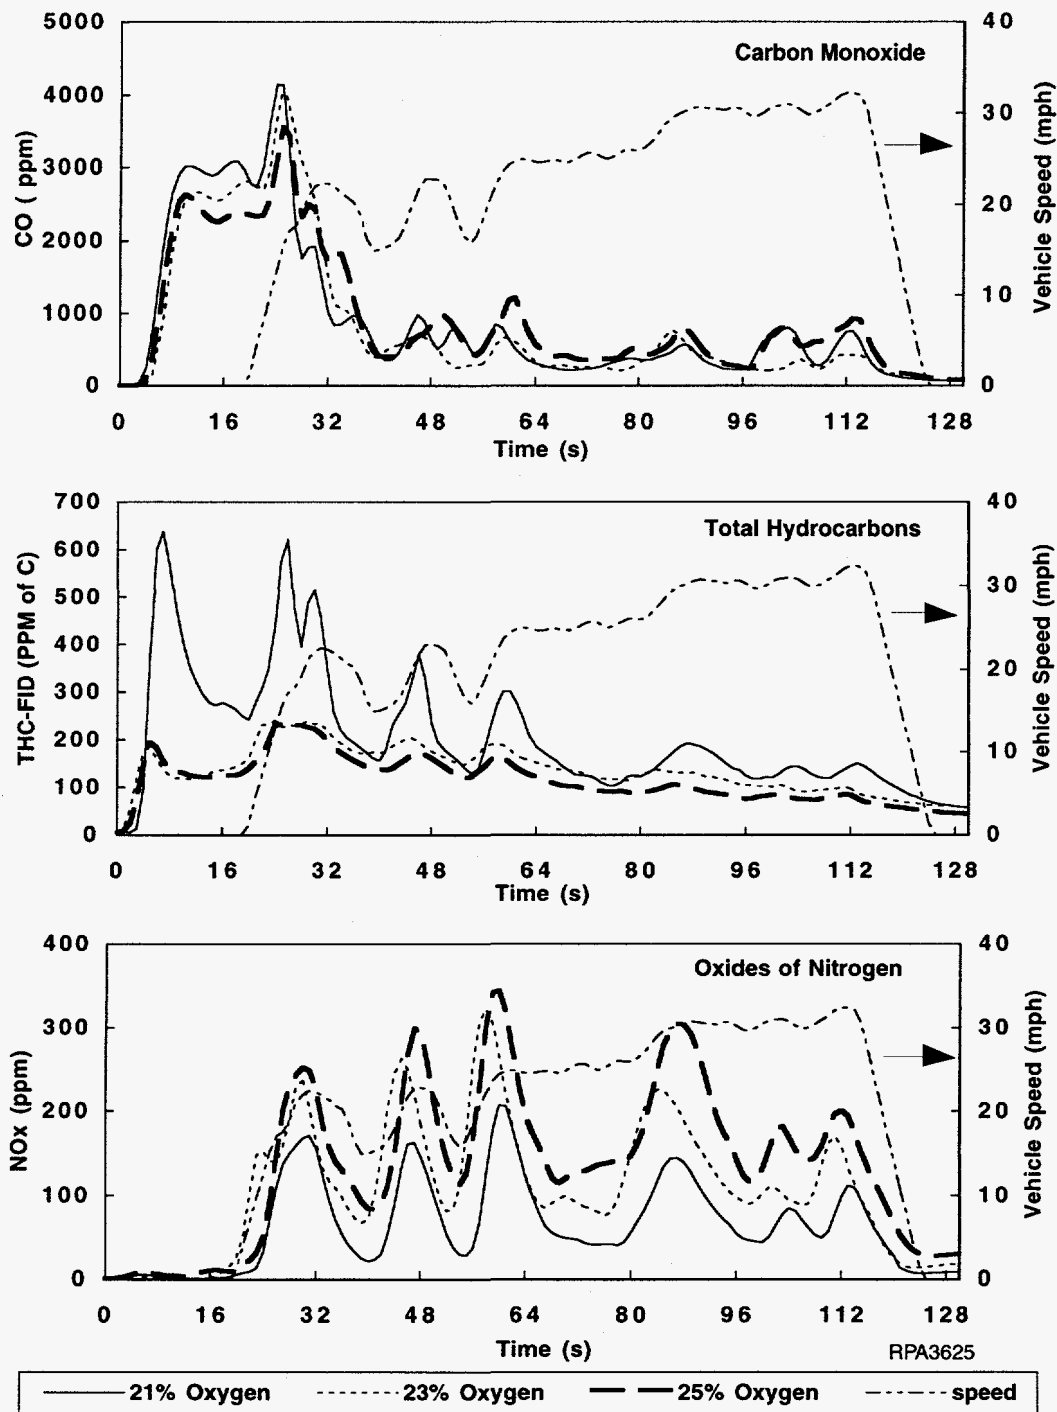 Carbon Monoxide
5000
4000
3000
2000
1000
0
CO ( ppm)
40
30
20
10
0
Vehicle Speed (mph)
0 16 32 48 64 80 96 112 128
Time (s)
Total Hydrocarbons
700
600
500
400
300
200
100
0
THC-FID (PPM of C)
40
30
20
10
0
Vehicle Speed (mph)
0 16 32 48 64 80 96 112 128
Time (s)
Oxides of Nitrogen
400
300
200
100
0
NOx (ppm)
40
30
20
10
0
Vehicle Speed (mph)
0 16 32 48 64 80 96 112 128
Time (s)
RPA3625
21% Oxygen 23% Oxygen 25% Oxygen speed